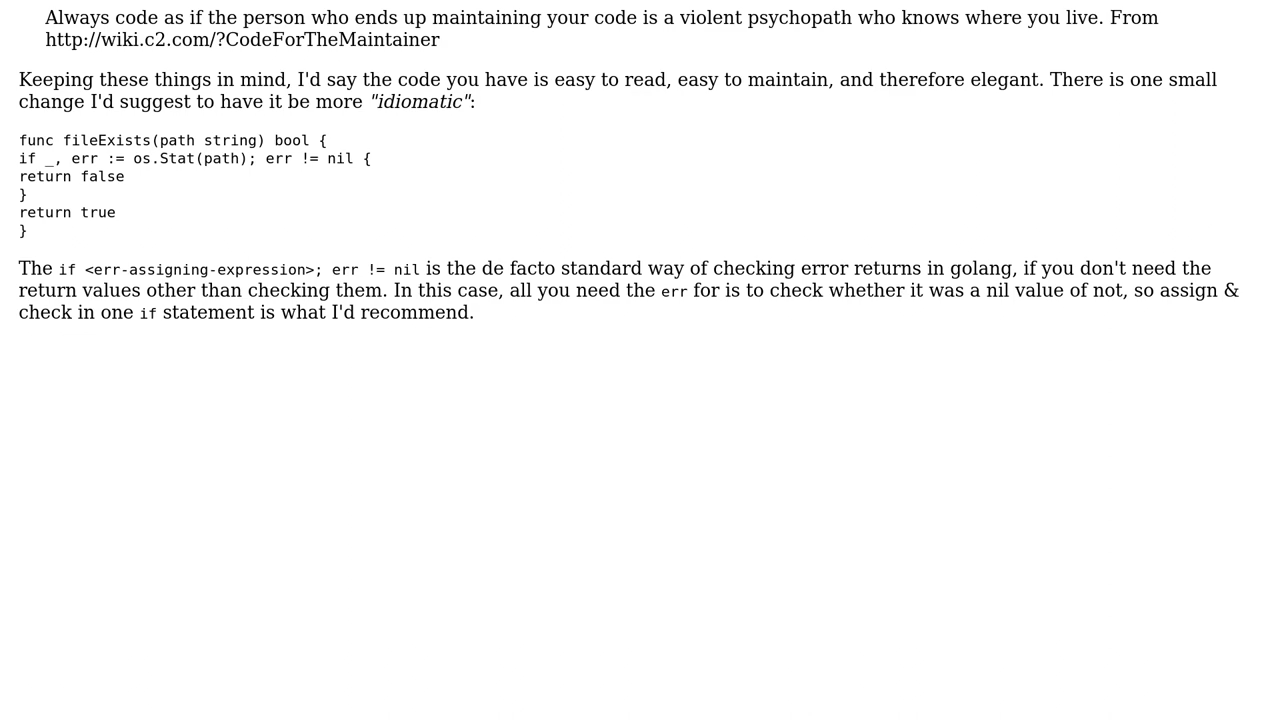 Always code as if the person who ends up maintaining your code is a violent psychopath who knows where you live. From
http://wiki.c2.com/?CodeForTheMaintainer
Keeping these things in mind, I'd say the code you have is easy to read, easy to maintain, and therefore elegant. There is one small
change I'd suggest to have it be more "idiomatic":
func fileExists(path string) bool {
if _, err := os.Stat(path); err != nil {
return false
}
return true
}
The if <err-assigning-expression>; err != nil is the de facto standard way of checking error returns in golang, if you don't need the
return values other than checking them. In this case, all you need the err for is to check whether it was a nil value of not, so assign &
check in one if statement is what I'd recommend.